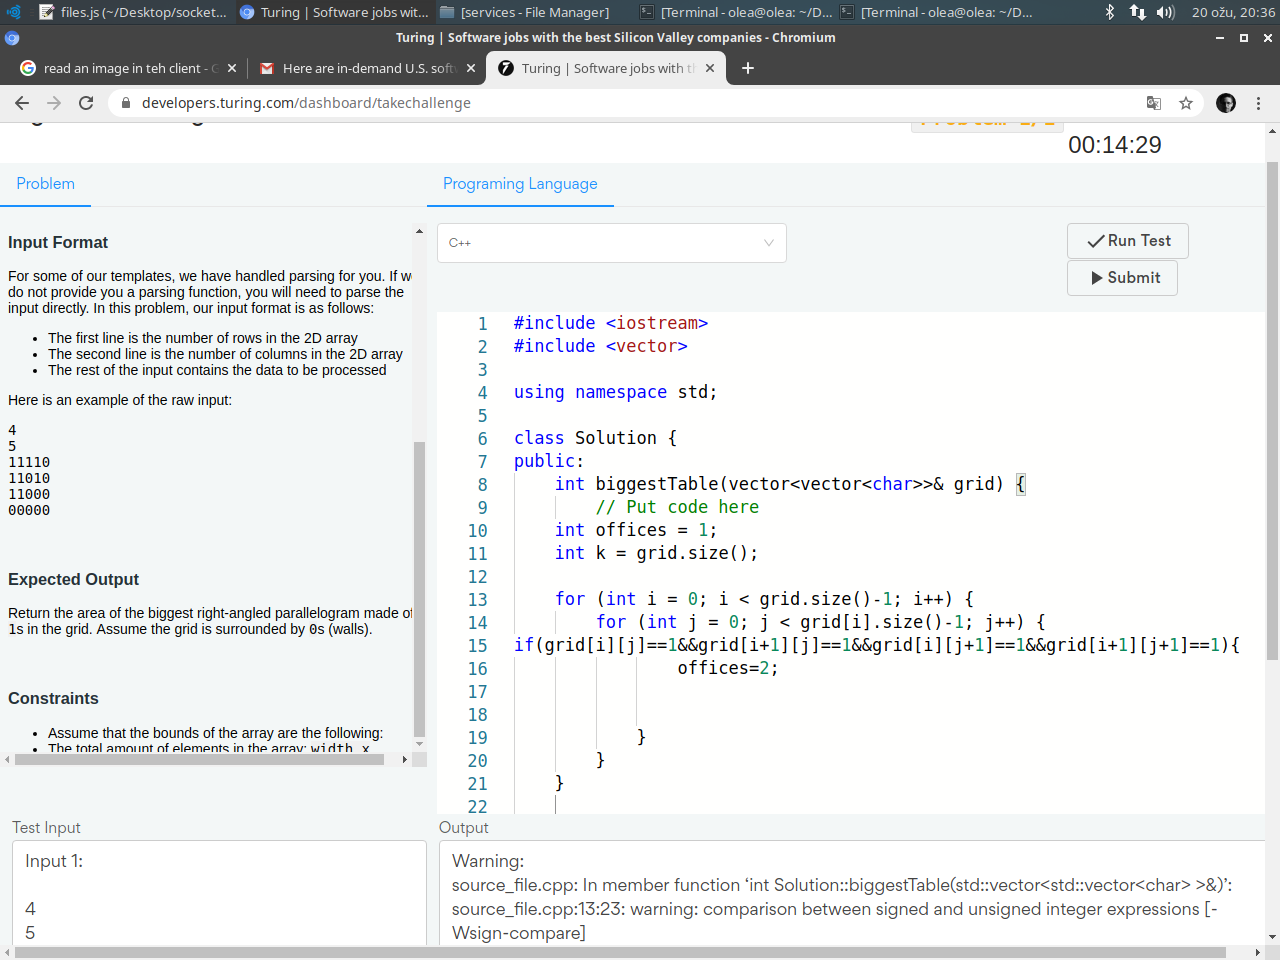 files.js (~/Desktop/socket...
Turing | Software jobs wit...
[services - File Manager]
[Terminal - olea@olea: ~/D...
[Terminal - olea@olea: ~/D...
20 ožu, 20:36
Turing | Software jobs with the best Silicon Valley companies - Chromium
read an image in teh client - G
Here are in-demand U.S. softw
Turing | Software jobs with th
developers.turing.com/dashboard/takechallenge
00:14:29
Problem
Programing Language
Input Format
For some of our templates, we have handled parsing for you. If we
do not provide you a parsing function, you will need to parse the
input directly. In this problem, our input format is as follows:
• The first line is the number of rows in the 2D array
• The second line is the number of columns in the 2D array
• The rest of the input contains the data to be processed
Here is an example of the raw input:
4
5
11110
11010
11000
00000
Expected Output
Return the area of the biggest right-angled parallelogram made of
1s in the grid. Assume the grid is surrounded by 0s (walls).
Constraints
• Assume that the bounds of the array are the following:
• The total amount of elements in the array: width x
C++
Run Test
Submit
1 #include <iostream>
2 #include <vector>
3
4 using namespace std;
5
6 class Solution {
7 public:
8 int biggestTable(vector<vector<char>>& grid) {
9 // Put code here
10 int offices = 1;
11 int k = grid.size();
12
13 for (int i = 0; i < grid.size()-1; i++) {
14 for (int j = 0; j < grid[i].size()-1; j++) {
15 if(grid[i][j]==1&&grid[i+1][j]==1&&grid[i][j+1]==1&&grid[i+1][j+1]==1){
16 offices=2;
17
18
19 }
20 }
21 }
22
Test Input
Input 1:
4
5
Output
Warning:
source_file.cpp: In member function ‘int Solution::biggestTable(std::vector<std::vector<char> >&)’:
source_file.cpp:13:23: warning: comparison between signed and unsigned integer expressions [-
Wsign-compare]